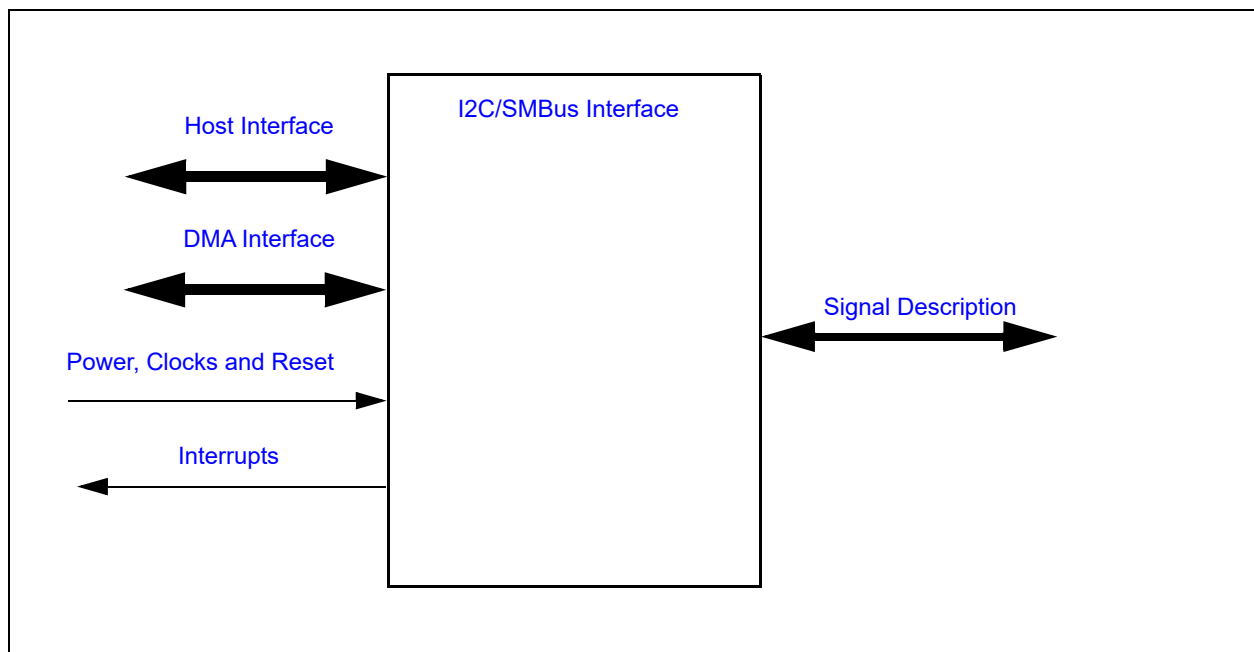 I2C/SMBus Interface
Host Interface
DMA Interface
Signal Description
Power, Clocks and Reset
Interrupts